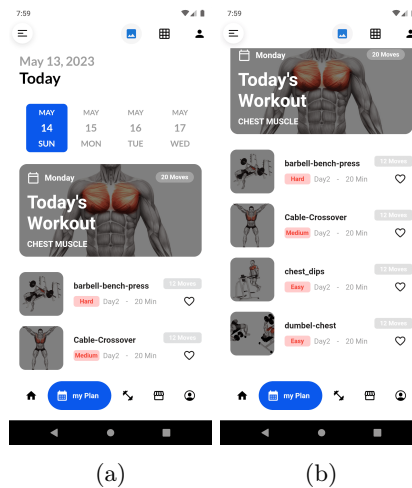 7:59
May 13, 2023
Today
MAY MAY MAY MAY
14 15 16 17
SUN MON TUE WED
Monday 20 Moves
Today's
Workout
CHEST MUSCLE
barbell-bench-press 12 Moves
Hard Day2 - 20 Min
Cable-Crossover 12 Moves
Medium Day2 - 20 Min
my Plan
(a)
7:59
Monday 20 Moves
Today's
Workout
CHEST MUSCLE
barbell-bench-press 12 Moves
Hard Day2 - 20 Min
Cable-Crossover 12 Moves
Medium Day2 - 20 Min
chest_dips 12 Moves
Easy Day2 - 20 Min
dumbel-chest 12 Moves
Easy Day2 - 20 Min
my Plan
(b)